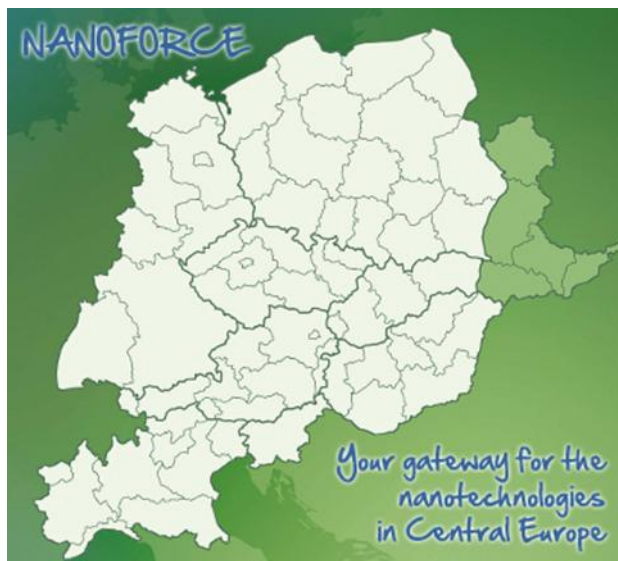 NANOFORCE
Your gateway for the
nanotechnologies
in Central Europe